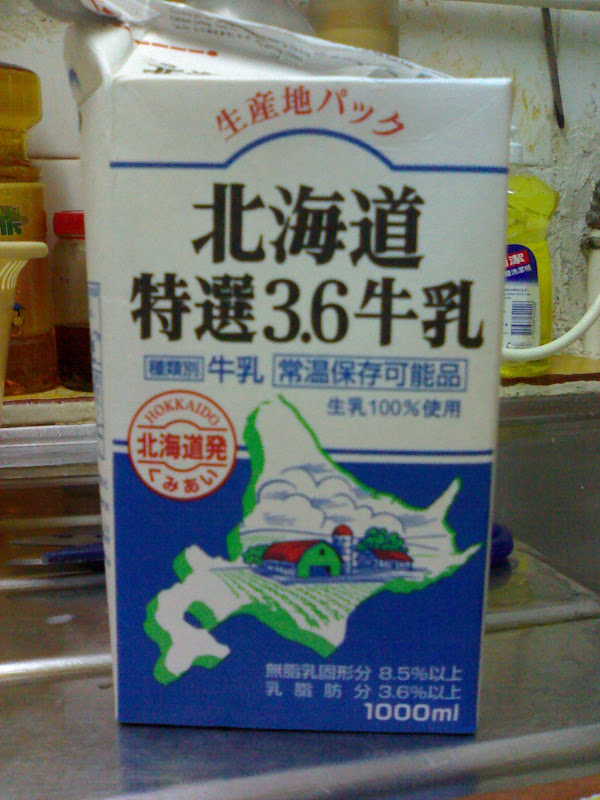 生産地パック
北海道
特選3.6牛乳
種類別 牛乳 常温保存可能品
生乳100%使用
HOKKAIDO
北海道発
くみあい
無脂乳固形分 8.5%以上
乳脂肪分 3.6%以上
1000ml
潔